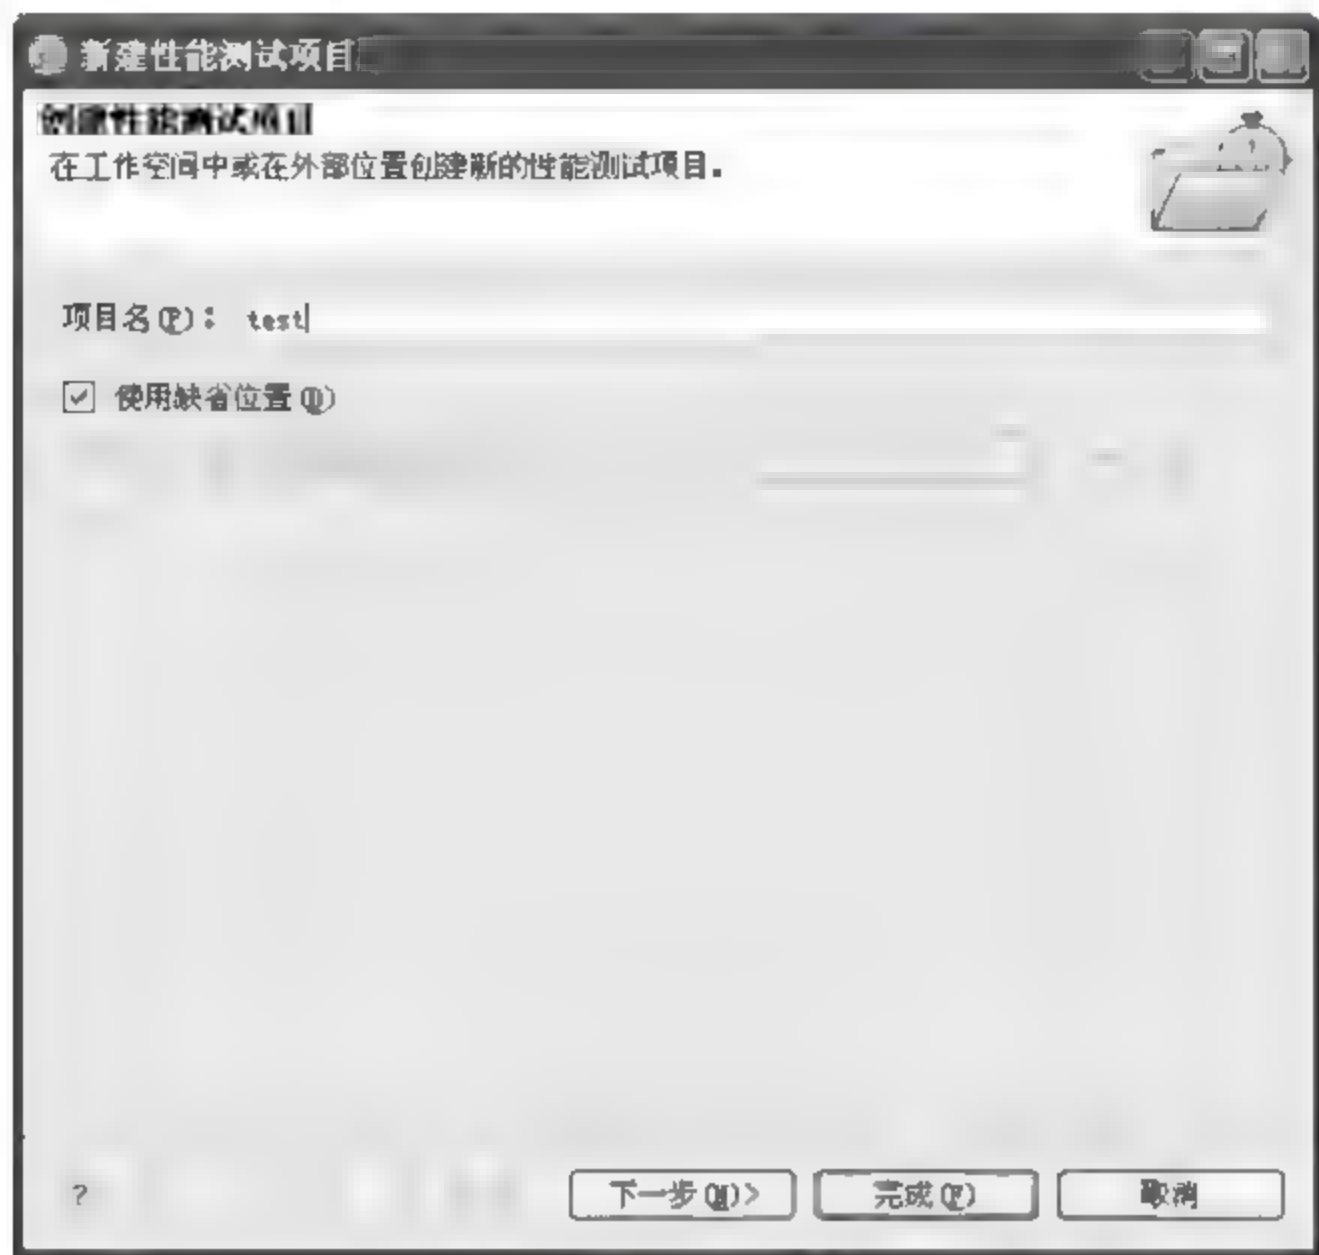 新建性能测试项目
创建性能测试项目
在工作空间中或在外部位置创建新的性能测试项目.
项目名(P): test
使用缺省位置(D)
?
下一步(N)>
完成(F)
取消